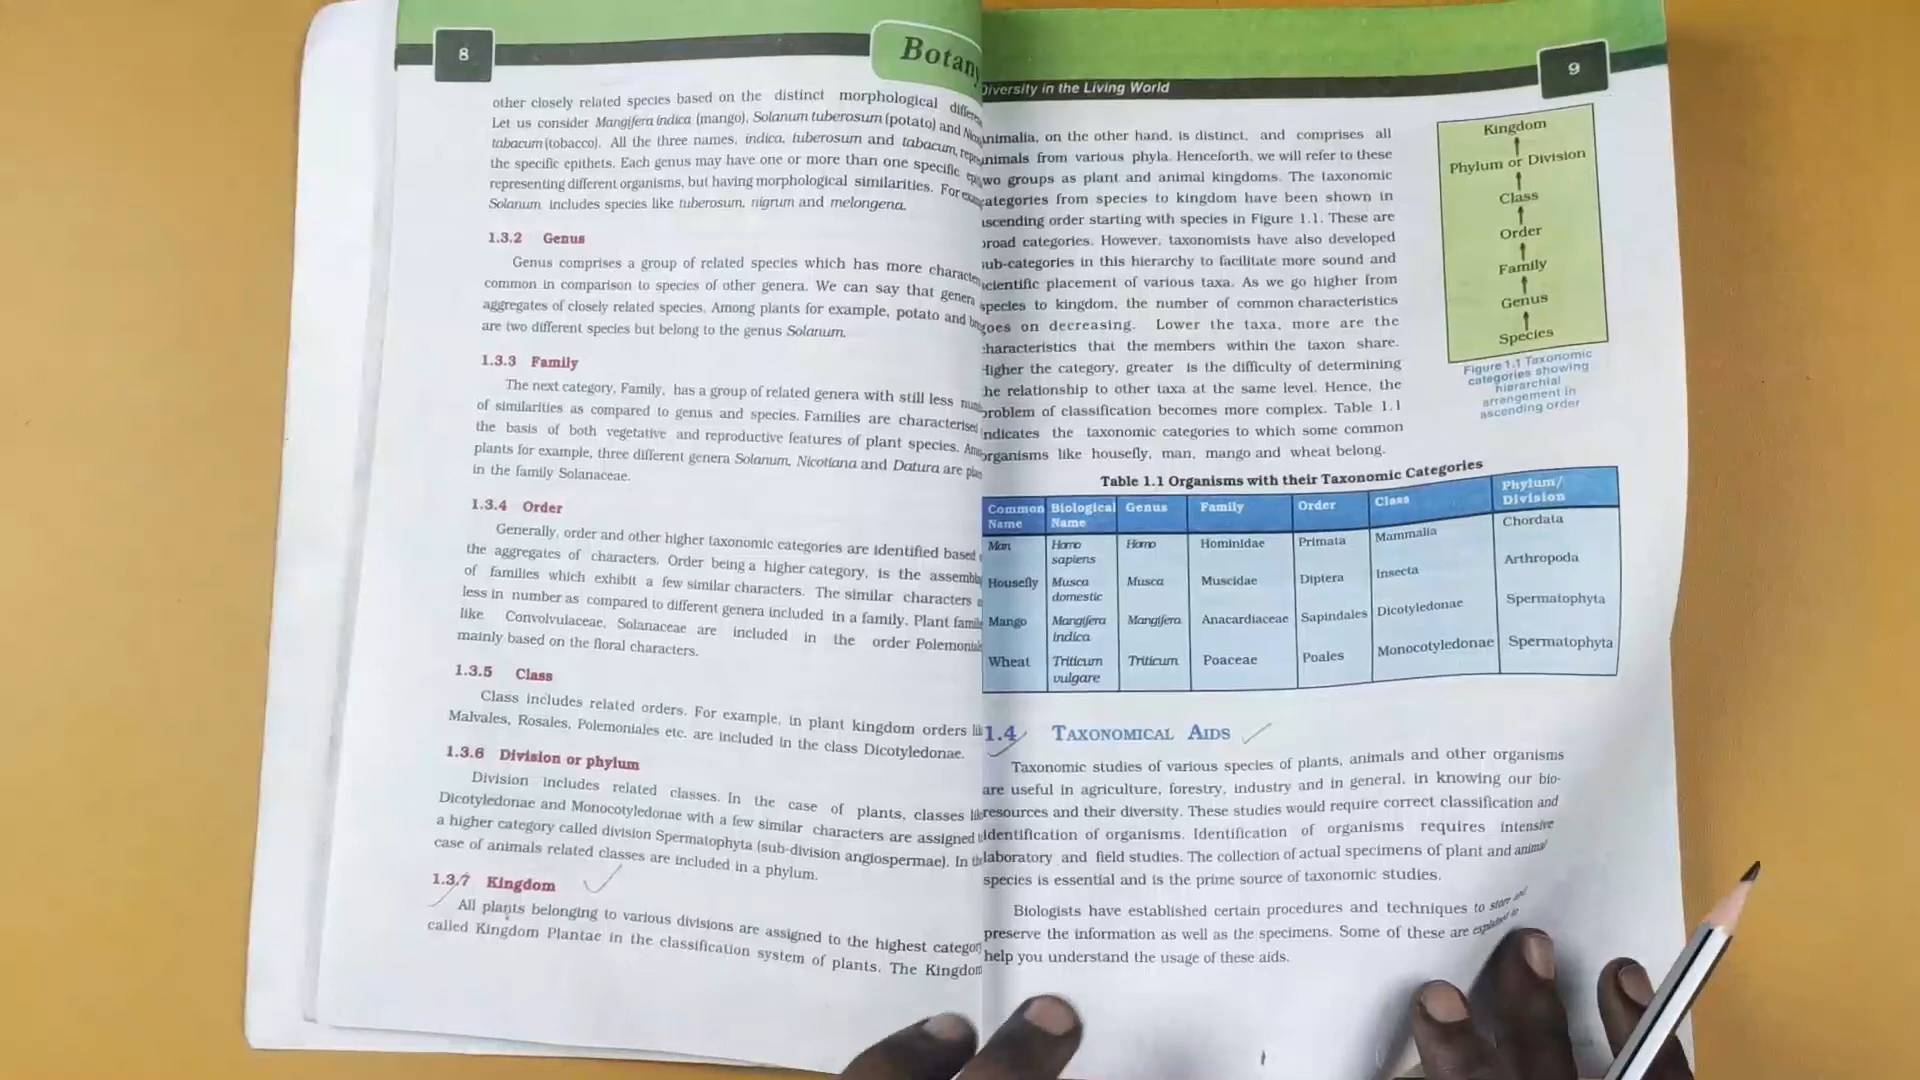 8
Botany
other closely related species based on the distinct morphological
Let us consider Mangifera indica (mango), Solanum tuberosum (potato) and
tabacum (tobacco). All the three names, indica, tuberosum and tabacum,
the specific epithets. Each genus may have one or more than one specific
representing different organisms, but having morphological similarities. For
Solanum includes species like tuberosum, nigrum and melongena.
1.3.2 Genus
Genus comprises a group of related species which has more
common in comparison to species of other genera. We can say that genera
aggregates of closely related species. Among plants for example, potato and
are two different species but belong to the genus Solanum.
1.3.3 Family
The next category, Family, has a group of related genera with still less
of similarities as compared to genus and species. Families are characterised
the basis of both vegetative and reproductive features of plant species.
plants for example, three different genera Solanum, Nicotiana and Datura are
in the family Solanaceae.
1.3.4 Order
Generally, order and other higher taxonomic categories are identified based
the aggregates of characters. Order being a higher category, is the
of families which exhibit a few similar characters. The similar characters
less in number as compared to different genera included in a family. Plant
like Convolvulaceae, Solanaceae are included in the order
mainly based on the floral characters.
1.3.5 Class
Class includes related orders. For example, in plant kingdom orders
Malvales, Rosales, Polemoniales etc. are included in the class Dicotyledonae.
1.3.6 Division or phylum
Division includes related classes. In the case of plants, classes
Dicotyledonae and Monocotyledonae with a few similar characters are assigned
a higher category called division Spermatophyta (sub-division angiospermae). In
case of animals related classes are included in a phylum.
1.3.7 Kingdom
All plants belonging to various divisions are assigned to the highest category
called Kingdom Plantae in the classification system of plants. The Kingdom
Diversity in the Living World
9
Animalia, on the other hand, is distinct, and comprises all
animals from various phyla. Henceforth, we will refer to these
two groups as plant and animal kingdoms. The taxonomic
categories from species to kingdom have been shown in
ascending order starting with species in Figure 1.1. These are
broad categories. However, taxonomists have also developed
sub-categories in this hierarchy to facilitate more sound and
scientific placement of various taxa. As we go higher from
species to kingdom, the number of common characteristics
goes on decreasing. Lower the taxa, more are the
characteristics that the members within the taxon share.
Higher the category, greater is the difficulty of determining
the relationship to other taxa at the same level. Hence, the
problem of classification becomes more complex. Table 1.1
indicates the taxonomic categories to which some common
organisms like housefly, man, mango and wheat belong.
Kingdom
Phylum or Division
Class
Order
Family
Genus
Species
Figure 1.1 Taxonomic
categories showing
hierarchial
arrangement in
ascending order
Table 1.1 Organisms with their Taxonomic Categories
Common Name Biological Name Genus Family Order Class Phylum/ Division
Man Homo sapiens Homo Hominidae Primata Mammalia Chordata
Housefly Musca domestic Musca Muscidae Diptera Insecta Arthropoda
Mango Mangifera indica Mangifera Anacardiaceae Sapindales Dicotyledonae Spermatophyta
Wheat Triticum vulgare Triticum Poaceae Poales Monocotyledonae Spermatophyta
1.4 TAXONOMICAL AIDS
Taxonomic studies of various species of plants, animals and other organisms
are useful in agriculture, forestry, industry and in general, in knowing our bio-
resources and their diversity. These studies would require correct classification and
identification of organisms. Identification of organisms requires intensive
laboratory and field studies. The collection of actual specimens of plant and animal
species is essential and is the prime source of taxonomic studies.
Biologists have established certain procedures and techniques to store and
preserve the information as well as the specimens. Some of these are explained to
help you understand the usage of these aids.